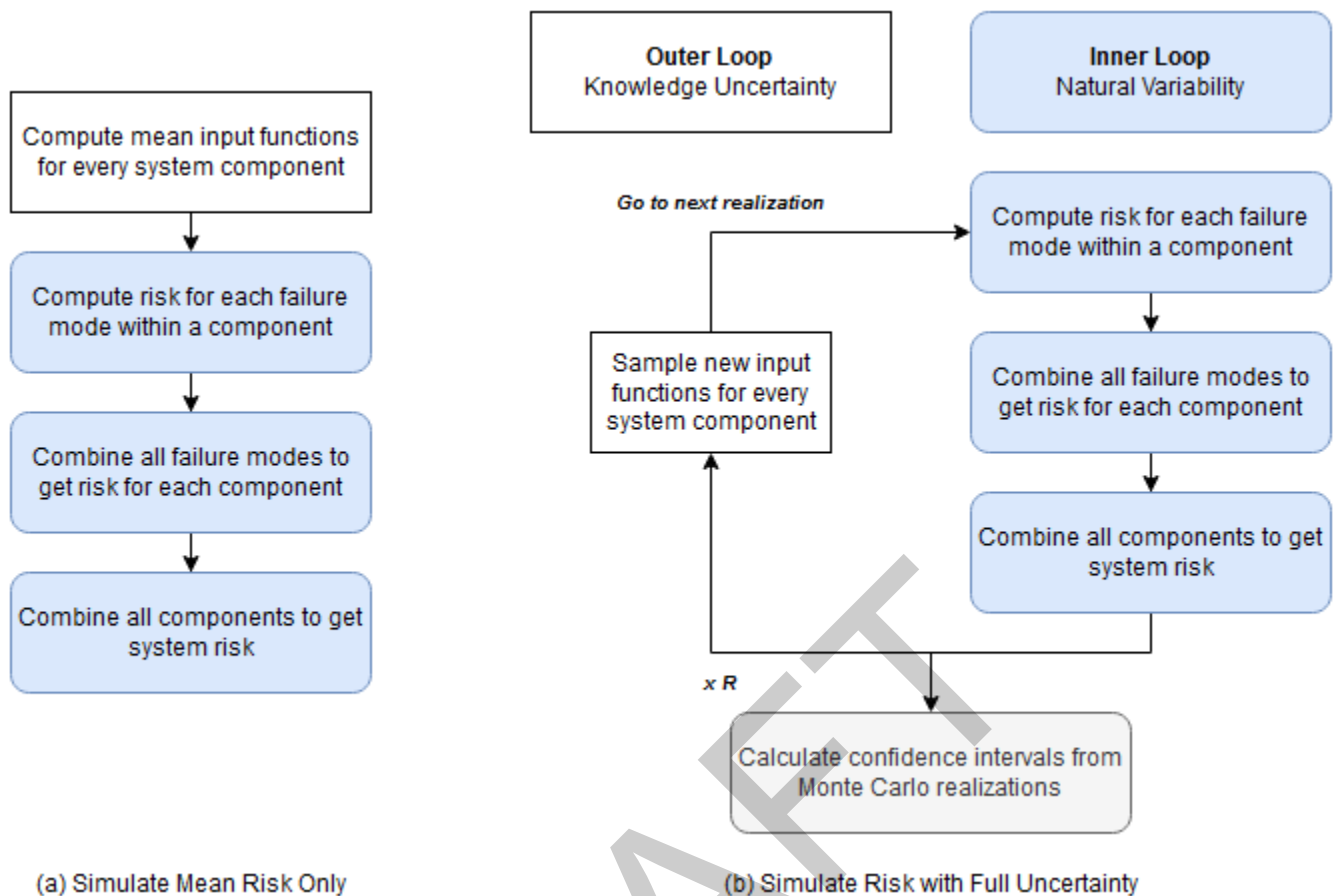 Compute mean input functions
for every system component
Compute risk for each failure
mode within a component
Combine all failure modes to
get risk for each component
Combine all components to get
system risk
(a) Simulate Mean Risk Only
Outer Loop
Knowledge Uncertainty
Inner Loop
Natural Variability
Go to next realization
Compute risk for each failure
mode within a component
Sample new input
functions for every
system component
Combine all failure modes to
get risk for each component
Combine all components to get
system risk
x R
Calculate confidence intervals from
Monte Carlo realizations
(b) Simulate Risk with Full Uncertainty
AFT